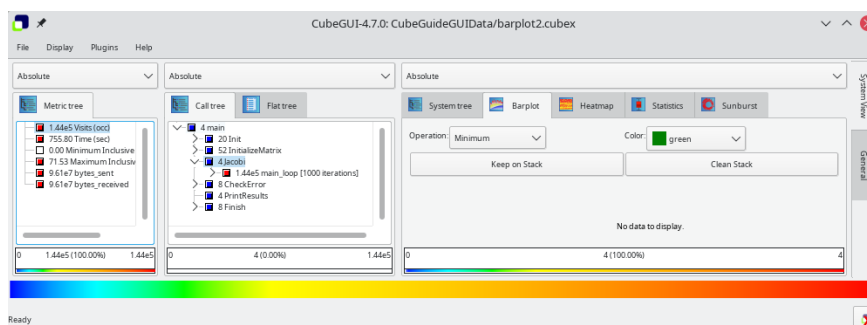 CubeGUI-4.7.0: CubeGuideGUIData/barplot2.cubex
File Display Plugins Help
Absolute
Metric tree
1.44e5 Visits (occ)
755.80 Time (sec)
0.00 Minimum Inclusive
71.53 Maximum Inclusiv
9.61e7 bytes_sent
9.61e7 bytes_received
0 1.44e5 (100.00%) 1.44e5
Absolute
Call tree Flat tree
4 main
20 Init
52 InitializeMatrix
4 Jacobi
1.44e5 main_loop [1000 iterations]
8 CheckError
4 PrintResults
8 Finish
0 4 (0.00%) 1.44e5
Absolute
System tree Barplot Heatmap Statistics Sunburst
Operation: Minimum Color: green
Keep on Stack Clean Stack
No data to display.
0 4 (100.00%) 4
System View
General
Ready